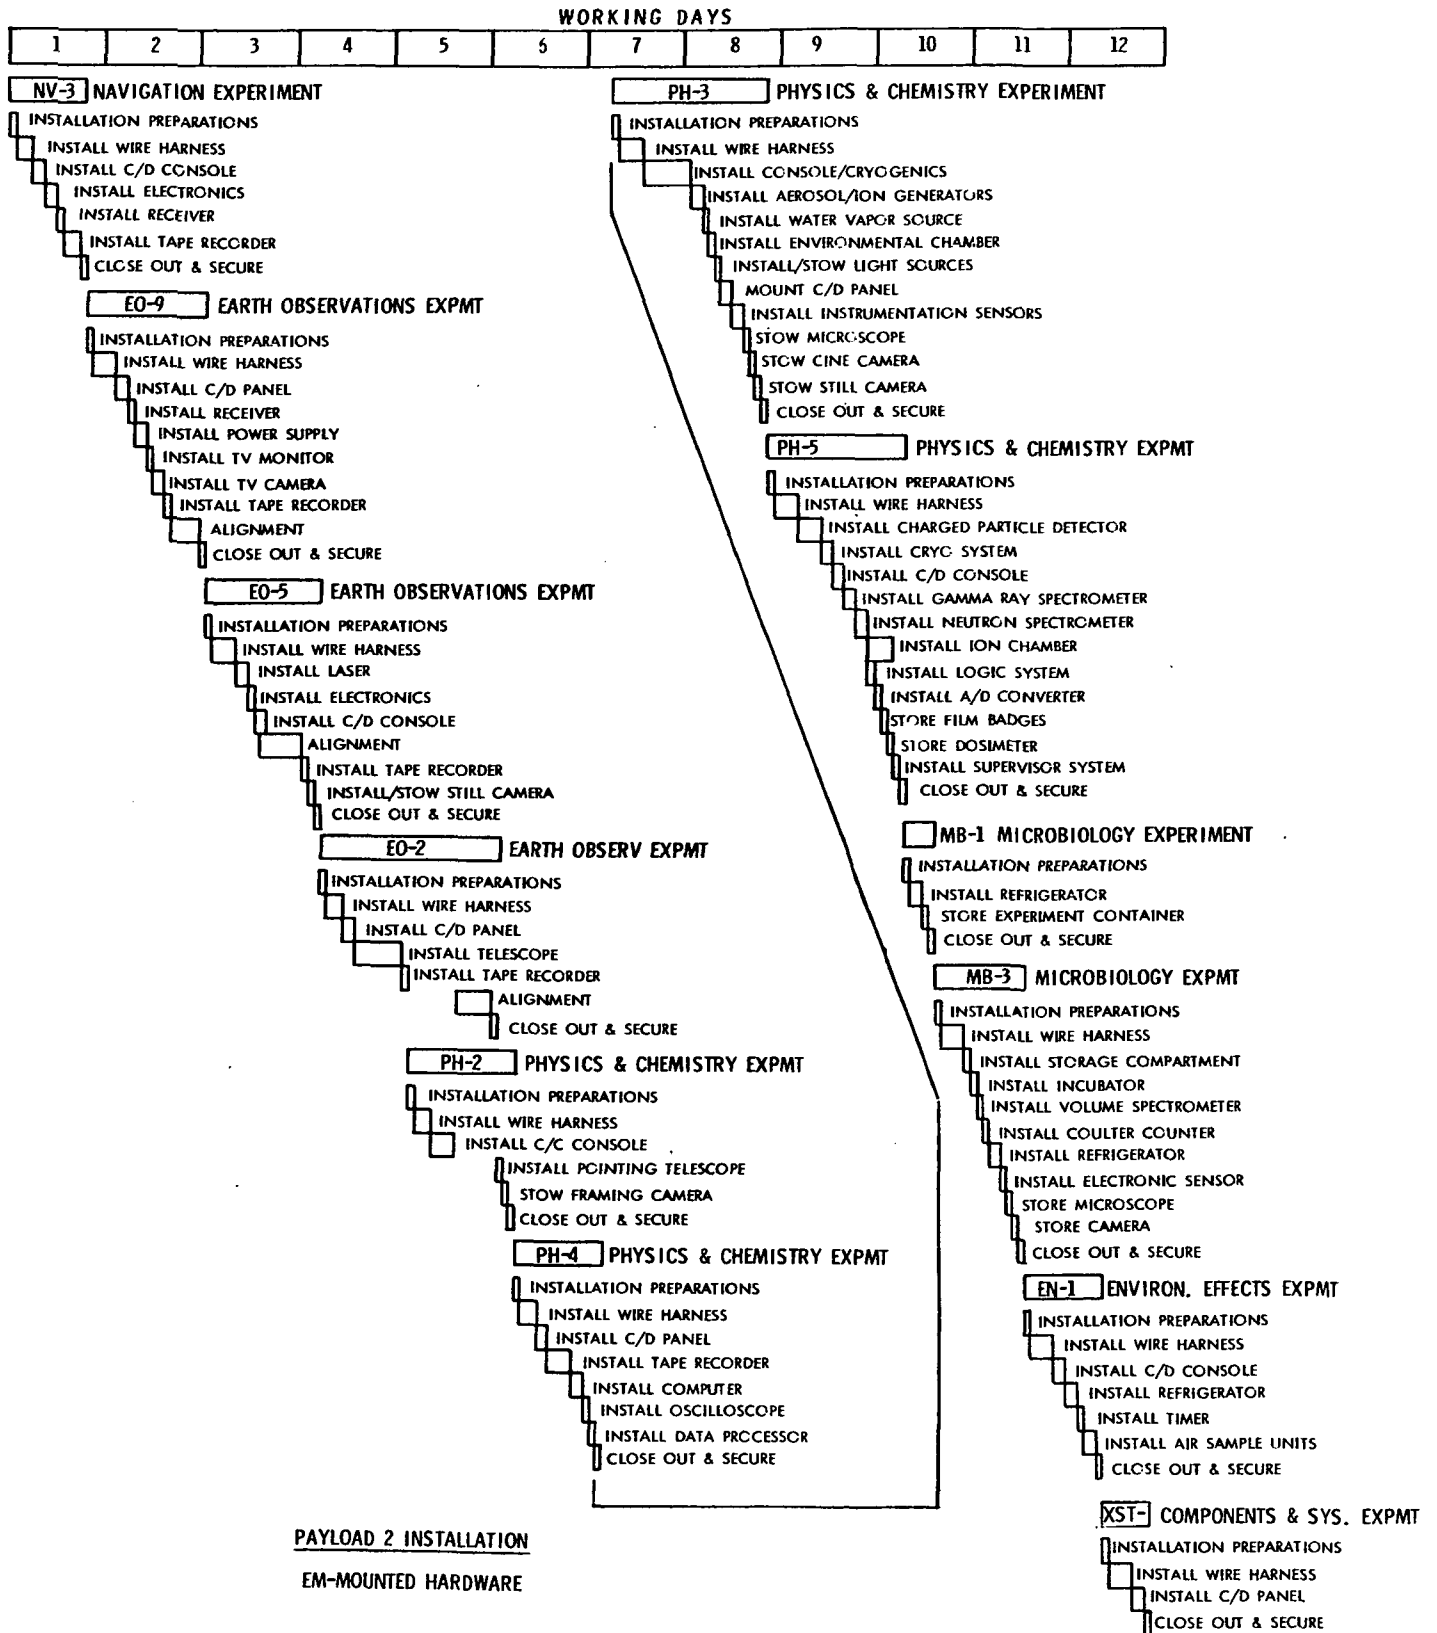 WORKING DAYS
1 2 3 4 5 6 7 8 9 10 11 12
NV-3 NAVIGATION EXPERIMENT
INSTALLATION PREPARATIONS
INSTALL WIRE HARNESS
INSTALL C/D CONSOLE
INSTALL ELECTRONICS
INSTALL RECEIVER
INSTALL TAPE RECORDER
CLOSE OUT & SECURE
EO-9 EARTH OBSERVATIONS EXPMT
INSTALLATION PREPARATIONS
INSTALL WIRE HARNESS
INSTALL C/D PANEL
INSTALL RECEIVER
INSTALL POWER SUPPLY
INSTALL TV MONITOR
INSTALL TV CAMERA
INSTALL TAPE RECORDER
ALIGNMENT
CLOSE OUT & SECURE
EO-5 EARTH OBSERVATIONS EXPMT
INSTALLATION PREPARATIONS
INSTALL WIRE HARNESS
INSTALL LASER
INSTALL ELECTRONICS
INSTALL C/D CONSOLE
ALIGNMENT
INSTALL TAPE RECORDER
INSTALL/STOW STILL CAMERA
CLOSE OUT & SECURE
EO-2 EARTH OBSERV EXPMT
INSTALLATION PREPARATIONS
INSTALL WIRE HARNESS
INSTALL C/D PANEL
INSTALL TELESCOPE
INSTALL TAPE RECORDER
ALIGNMENT
CLOSE OUT & SECURE
PH-2 PHYSICS & CHEMISTRY EXPMT
INSTALLATION PREPARATIONS
INSTALL WIRE HARNESS
INSTALL C/C CONSOLE
INSTALL POINTING TELESCOPE
STOW FRAMING CAMERA
CLOSE OUT & SECURE
PH-4 PHYSICS & CHEMISTRY EXPMT
INSTALLATION PREPARATIONS
INSTALL WIRE HARNESS
INSTALL C/D PANEL
INSTALL TAPE RECORDER
INSTALL COMPUTER
INSTALL OSCILLOSCOPE
INSTALL DATA PROCESSOR
CLOSE OUT & SECURE
PH-3 PHYSICS & CHEMISTRY EXPERIMENT
INSTALLATION PREPARATIONS
INSTALL WIRE HARNESS
INSTALL CONSOLE/CRYOGENICS
INSTALL AEROSOL/ION GENERATORS
INSTALL WATER VAPOR SOURCE
INSTALL ENVIRONMENTAL CHAMBER
INSTALL/STOW LIGHT SOURCES
MOUNT C/D PANEL
INSTALL INSTRUMENTATION SENSORS
STOW MICROSCOPE
STOW CINE CAMERA
STOW STILL CAMERA
CLOSE OUT & SECURE
PH-5 PHYSICS & CHEMISTRY EXPMT
INSTALLATION PREPARATIONS
INSTALL WIRE HARNESS
INSTALL CHARGED PARTICLE DETECTOR
INSTALL CRYO SYSTEM
INSTALL C/D CONSOLE
INSTALL GAMMA RAY SPECTROMETER
INSTALL NEUTRON SPECTROMETER
INSTALL ION CHAMBER
INSTALL LOGIC SYSTEM
INSTALL A/D CONVERTER
STORE FILM BADGES
STORE DOSIMETER
INSTALL SUPERVISOR SYSTEM
CLOSE OUT & SECURE
MB-1 MICROBIOLOGY EXPERIMENT
INSTALLATION PREPARATIONS
INSTALL REFRIGERATOR
STORE EXPERIMENT CONTAINER
CLOSE OUT & SECURE
MB-3 MICROBIOLOGY EXPMT
INSTALLATION PREPARATIONS
INSTALL WIRE HARNESS
INSTALL STORAGE COMPARTMENT
INSTALL INCUBATOR
INSTALL VOLUME SPECTROMETER
INSTALL COULTER COUNTER
INSTALL REFRIGERATOR
INSTALL ELECTRONIC SENSOR
STORE MICROSCOPE
STORE CAMERA
CLOSE OUT & SECURE
EN-1 ENVIRON. EFFECTS EXPMT
INSTALLATION PREPARATIONS
INSTALL WIRE HARNESS
INSTALL C/D CONSOLE
INSTALL REFRIGERATOR
INSTALL TIMER
INSTALL AIR SAMPLE UNITS
CLOSE OUT & SECURE
XST- COMPONENTS & SYS. EXPMT
INSTALLATION PREPARATIONS
INSTALL WIRE HARNESS
INSTALL C/D PANEL
CLOSE OUT & SECURE
PAYLOAD 2 INSTALLATION
EM-MOUNTED HARDWARE